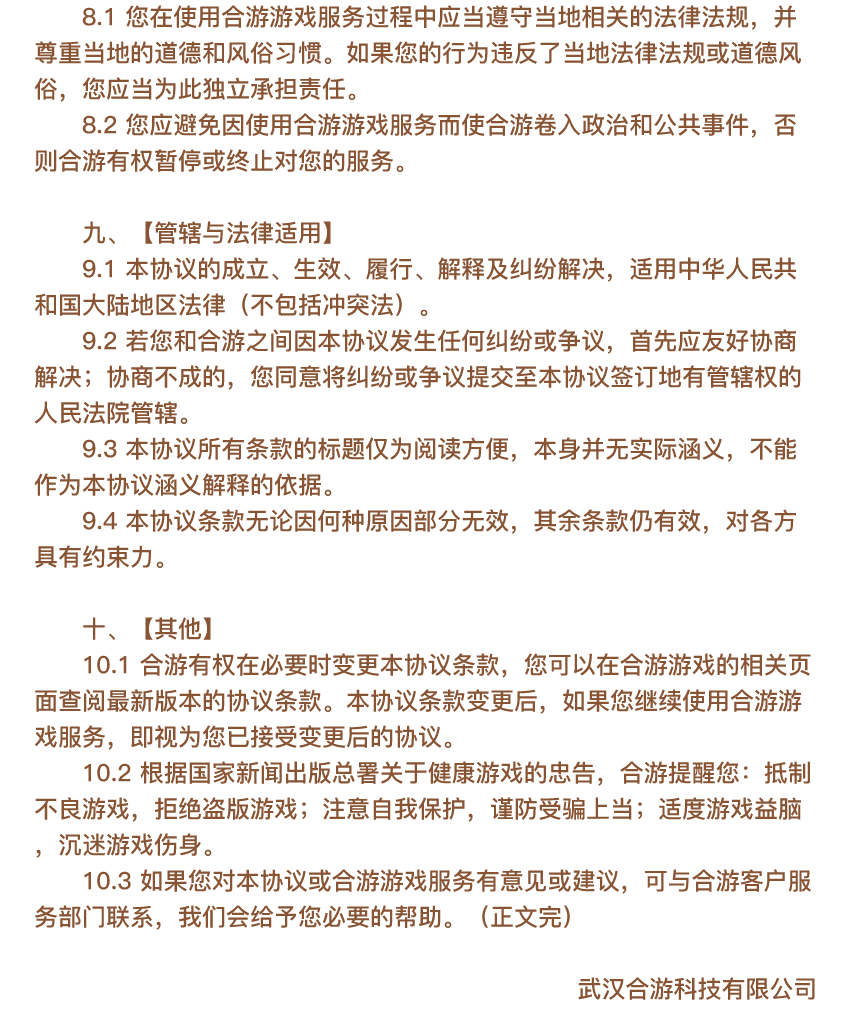 8.1 您在使用合游游戏服务过程中应当遵守当地相关的法律法规，并
尊重当地的道德和风俗习惯。如果您的行为违反了当地法律法规或道德风
俗，您应当为此独立承担责任。
8.2 您应避免因使用合游游戏服务而使合游卷入政治和公共事件，否
则合游有权暂停或终止对您的服务。
九、【管辖与法律适用】
9.1 本协议的成立、生效、履行、解释及纠纷解决，适用中华人民共
和国大陆地区法律（不包括冲突法）。
9.2 若您和合游之间因本协议发生任何纠纷或争议，首先应友好协商
解决；协商不成的，您同意将纠纷或争议提交至本协议签订地有管辖权的
人民法院管辖。
9.3 本协议所有条款的标题仅为阅读方便，本身并无实际涵义，不能
作为本协议涵义解释的依据。
9.4 本协议条款无论因何种原因部分无效，其余条款仍有效，对各方
具有约束力。
十、【其他】
10.1 合游有权在必要时变更本协议条款，您可以在合游游戏的相关页
面查阅最新版本的协议条款。本协议条款变更后，如果您继续使用合游游
戏服务，即视为您已接受变更后的协议。
10.2 根据国家新闻出版总署关于健康游戏的忠告，合游提醒您：抵制
不良游戏，拒绝盗版游戏；注意自我保护，谨防受骗上当；适度游戏益脑
，沉迷游戏伤身。
10.3 如果您对本协议或合游游戏服务有意见或建议，可与合游客户服
务部门联系，我们会给予您必要的帮助。（正文完）
武汉合游科技有限公司